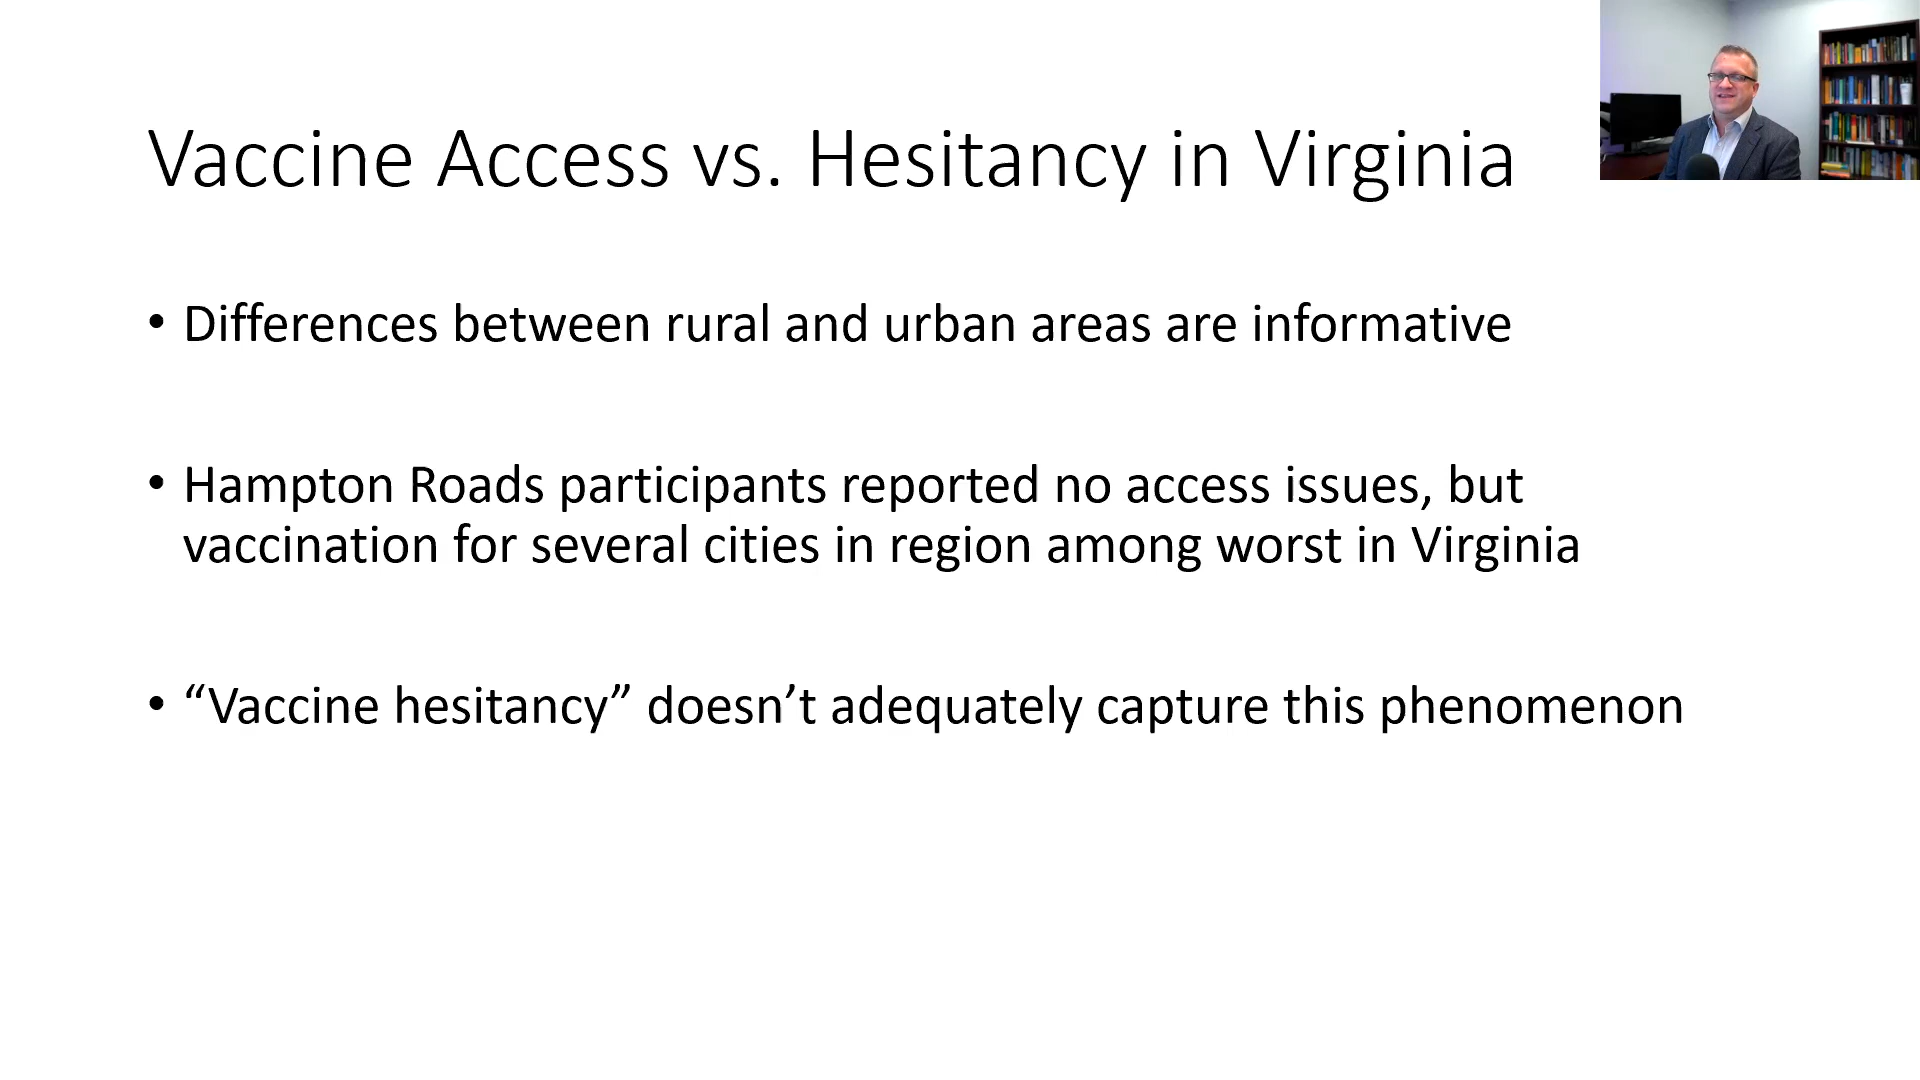 Vaccine Access vs. Hesitancy in Virginia
• Differences between rural and urban areas are informative
• Hampton Roads participants reported no access issues, but
vaccination for several cities in region among worst in Virginia
• “Vaccine hesitancy” doesn’t adequately capture this phenomenon